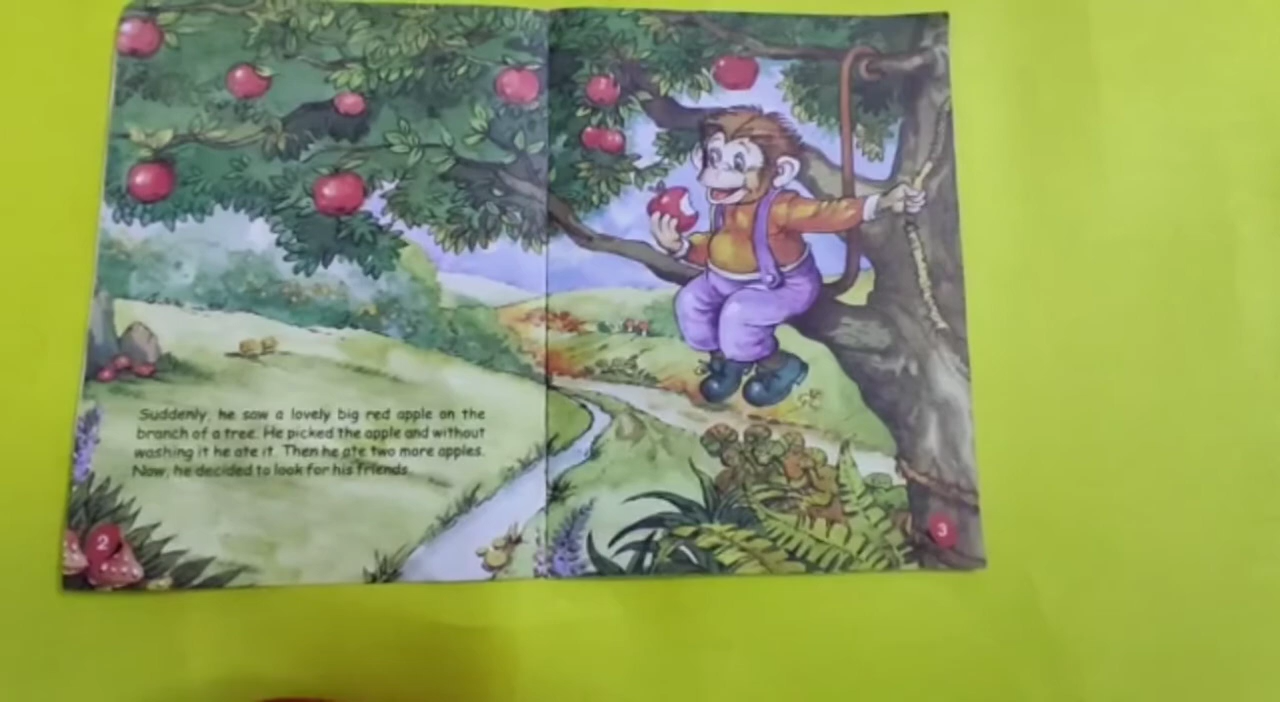 Suddenly, he saw a lovely big red apple on the
branch of a tree. He picked the apple and without
washing it he ate it. Then he ate two more apples.
Now, he decided to look for his friends.
2
3